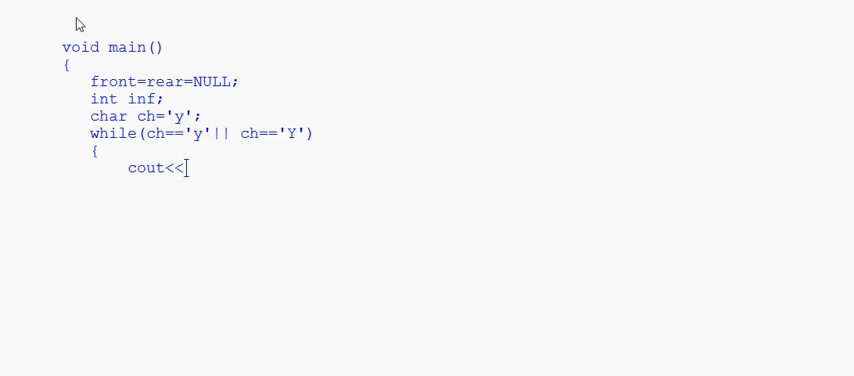 void main()
{
front=rear=NULL;
int inf;
char ch='y';
while(ch=='y'|| ch=='Y')
{
cout<<